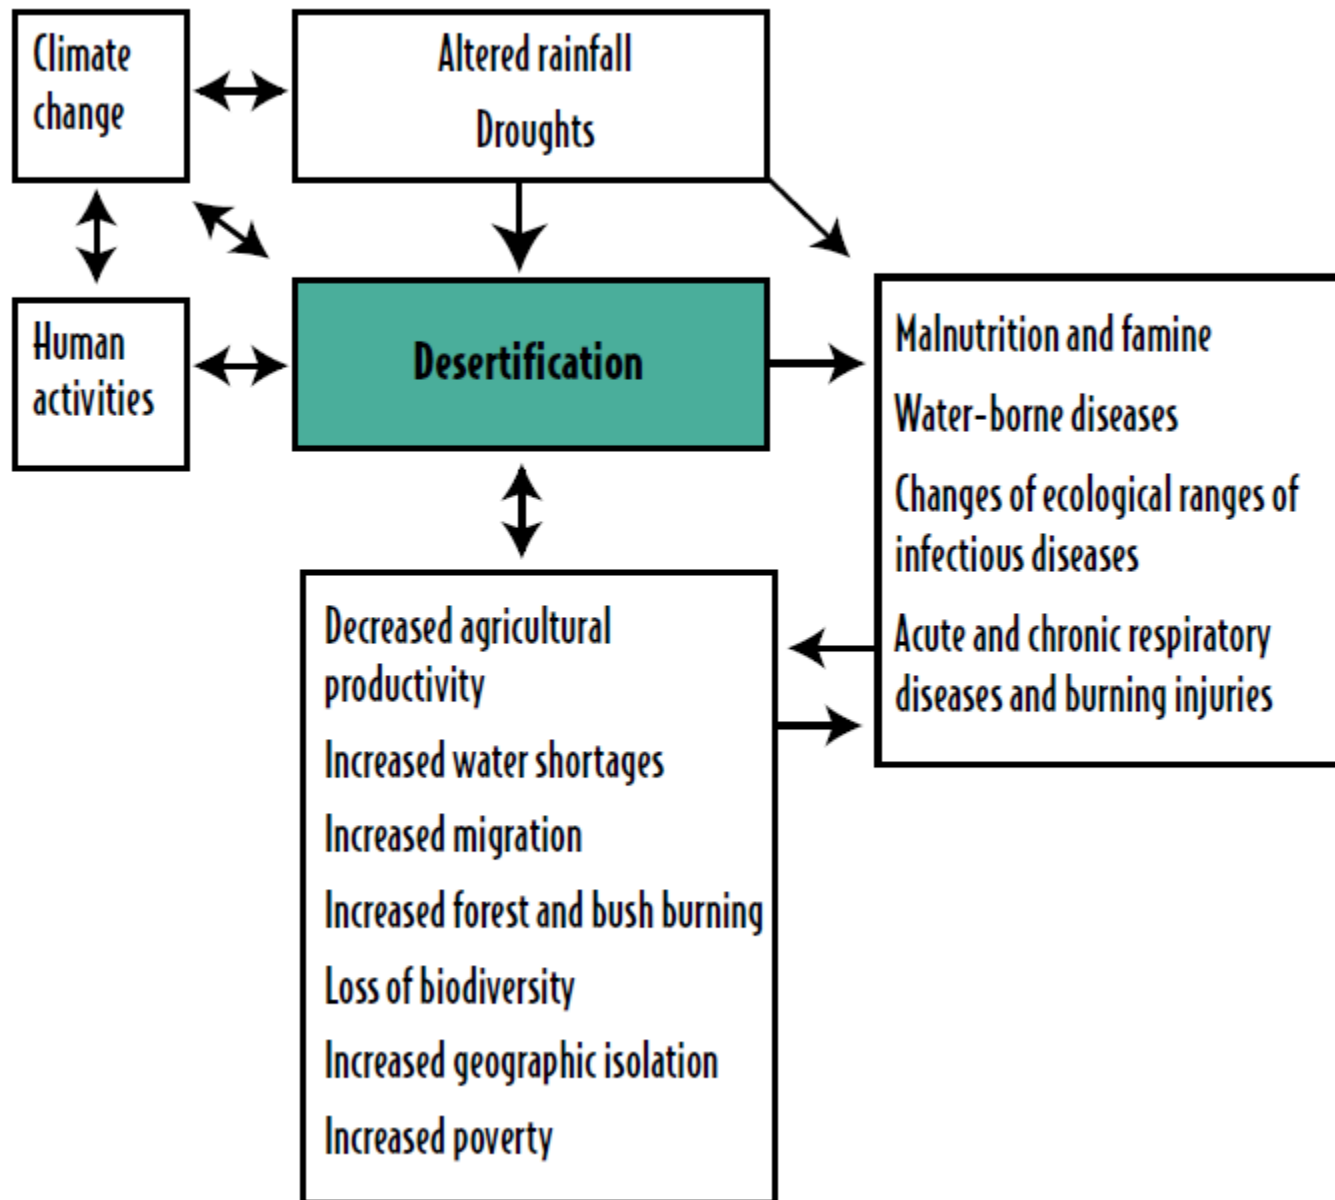 Climate
change
Altered rainfall
Droughts
Human
activities
Desertification
Malnutrition and famine
Water-borne diseases
Changes of ecological ranges of
infectious diseases
Acute and chronic respiratory
diseases and burning injuries
Decreased agricultural
productivity
Increased water shortages
Increased migration
Increased forest and bush burning
Loss of biodiversity
Increased geographic isolation
Increased poverty